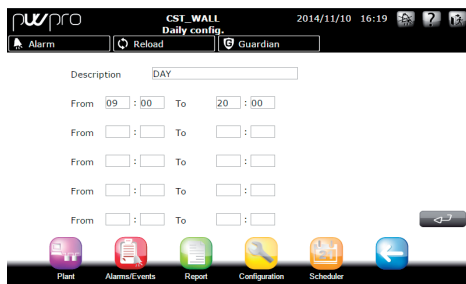 pwpro CST_WALL 2014/11/10 16:19 ?
Daily config.
Alarm Reload G Guardian
Description DAY
From 09 : 00 To 20 : 00
From : To :
From : To :
From : To :
From : To :
Plant Alarms/Events Report Configuration Scheduler